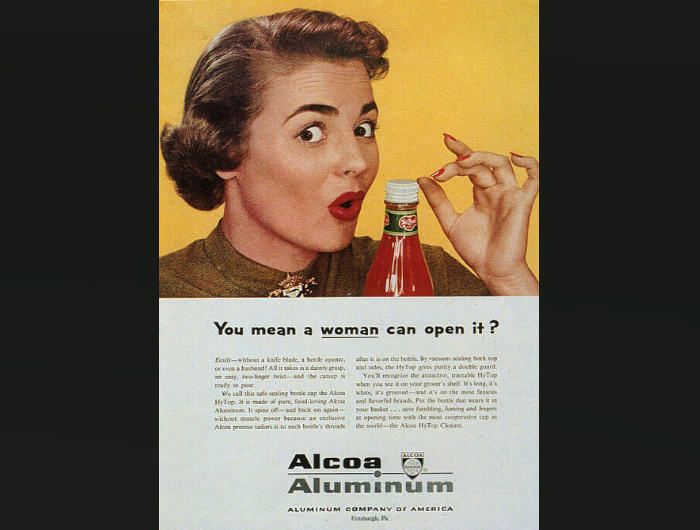 You mean a woman can open it?
Easily—without a knife blade, a bottle opener,
or even a husband! All it takes is a dainty grasp,
an easy, two-finger twist—and the catsup is
ready to pour.
We call this safe-sealing bottle cap the Alcoa
HyTop. It is made of pure, food-loving Alcoa
Aluminum. It spins off—and back on again—
without muscle power because an exclusive
Alcoa process tailors it to each bottle's threads
after it is on the bottle. By vacuum sealing both top
and sides, the HyTop gives purity a double guard.
You'll recognize the attractive, tractable HyTop
when you see it on your grocer's shelf. It's long, it's
white, it's grooved—and it's on the most famous
and flavorful brands. Put the bottle that wears it in
your basket . . . save fumbling, fuming and fingers
at opening time with the most cooperative cap in
the world—the Alcoa HyTop Closure.
Alcoa
ALCOA
Aluminum
ALUMINUM COMPANY OF AMERICA
Pittsburgh, Pa.